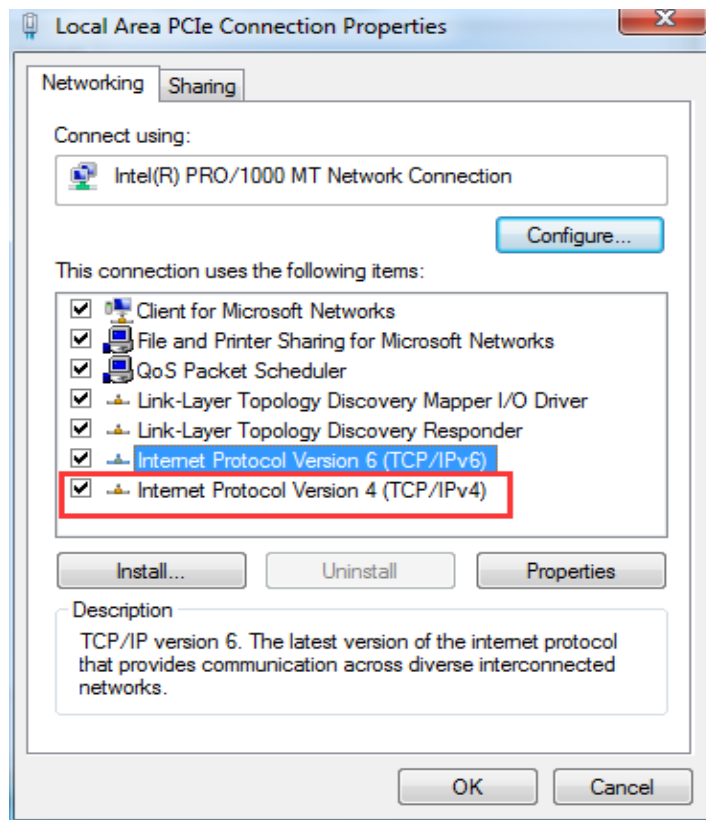 Local Area PCIe Connection Properties
Networking
Sharing
Connect using:
Intel(R) PRO/1000 MT Network Connection
Configure...
This connection uses the following items:
Client for Microsoft Networks
File and Printer Sharing for Microsoft Networks
QoS Packet Scheduler
Link-Layer Topology Discovery Mapper I/O Driver
Link-Layer Topology Discovery Responder
Internet Protocol Version 6 (TCP/IPv6)
Internet Protocol Version 4 (TCP/IPv4)
Install...
Uninstall
Properties
Description
TCP/IP version 6. The latest version of the internet protocol
that provides communication across diverse interconnected
networks.
OK
Cancel